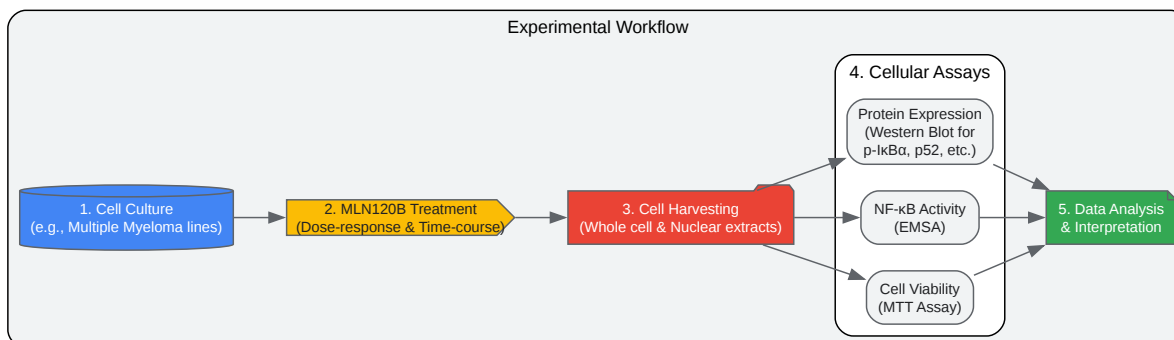 Experimental Workflow
1. Cell Culture
(e.g., Multiple Myeloma lines)
2. MLN120B Treatment
(Dose-response & Time-course)
3. Cell Harvesting
(Whole cell & Nuclear extracts)
4. Cellular Assays
Protein Expression
(Western Blot for
p-IκBα, p52, etc.)
NF-κB Activity
(EMSA)
Cell Viability
(MTT Assay)
5. Data Analysis
& Interpretation